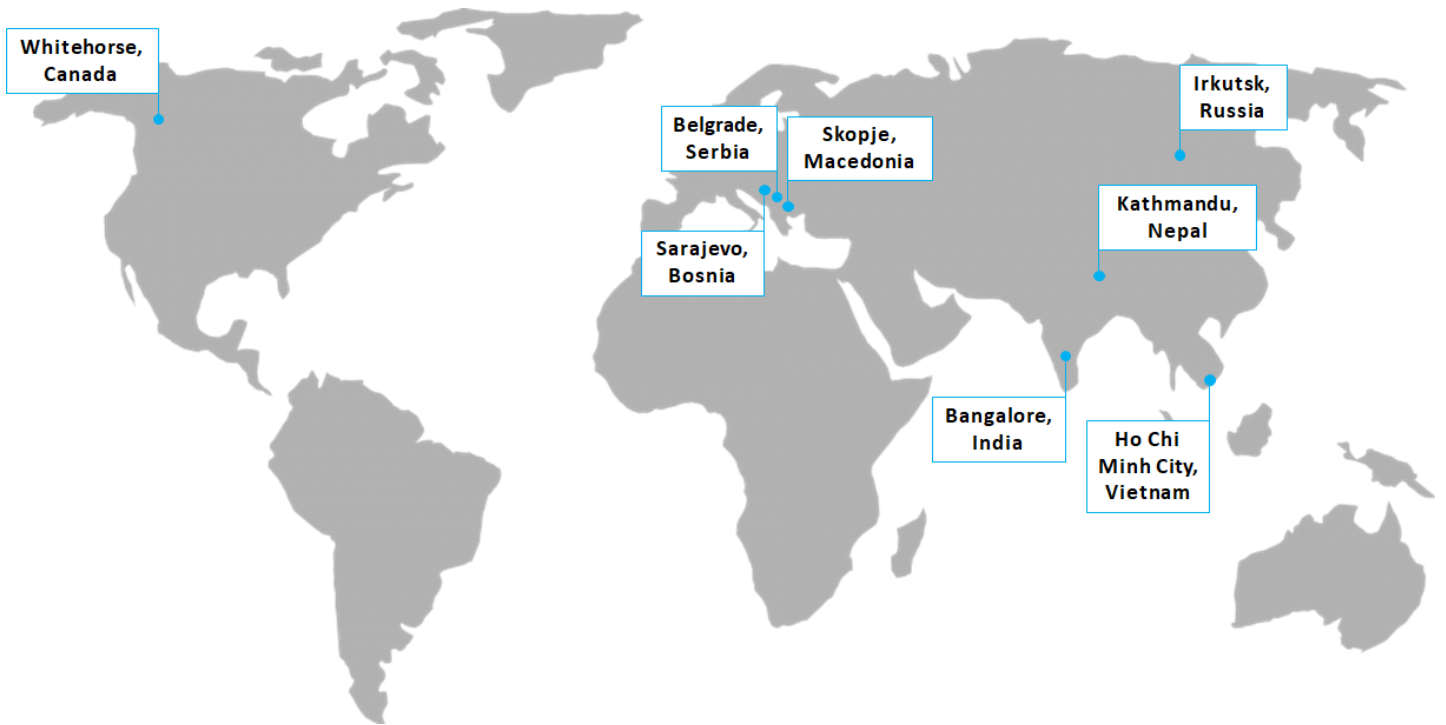 Whitehorse,
Canada
Belgrade,
Serbia
Skopje,
Macedonia
Irkutsk,
Russia
Kathmandu,
Nepal
Sarajevo,
Bosnia
Bangalore,
India
Ho Chi
Minh City,
Vietnam